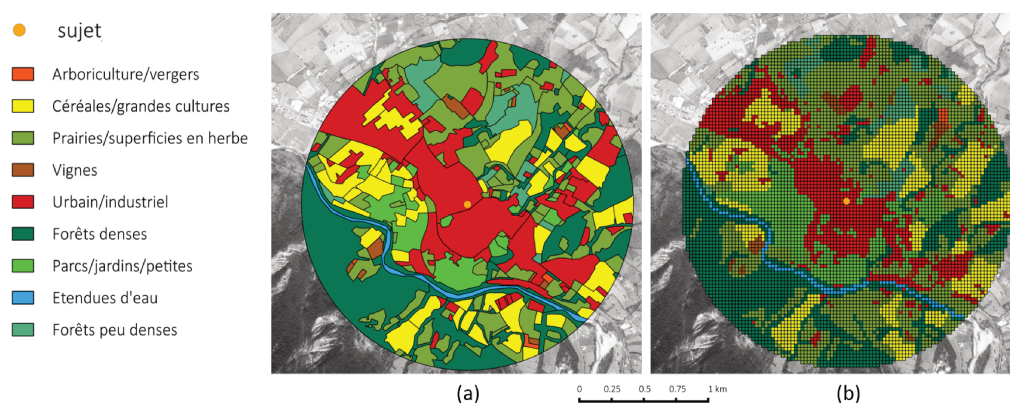 sujet
Arboriculture/vergers
Céréales/grandes cultures
Prairies/superficies en herbe
Vignes
Urbain/industriel
Forêts denses
Parcs/jardins/petites
Etendues d'eau
Forêts peu denses
(a)
0 0.25 0.5 0.75 1 km
(b)